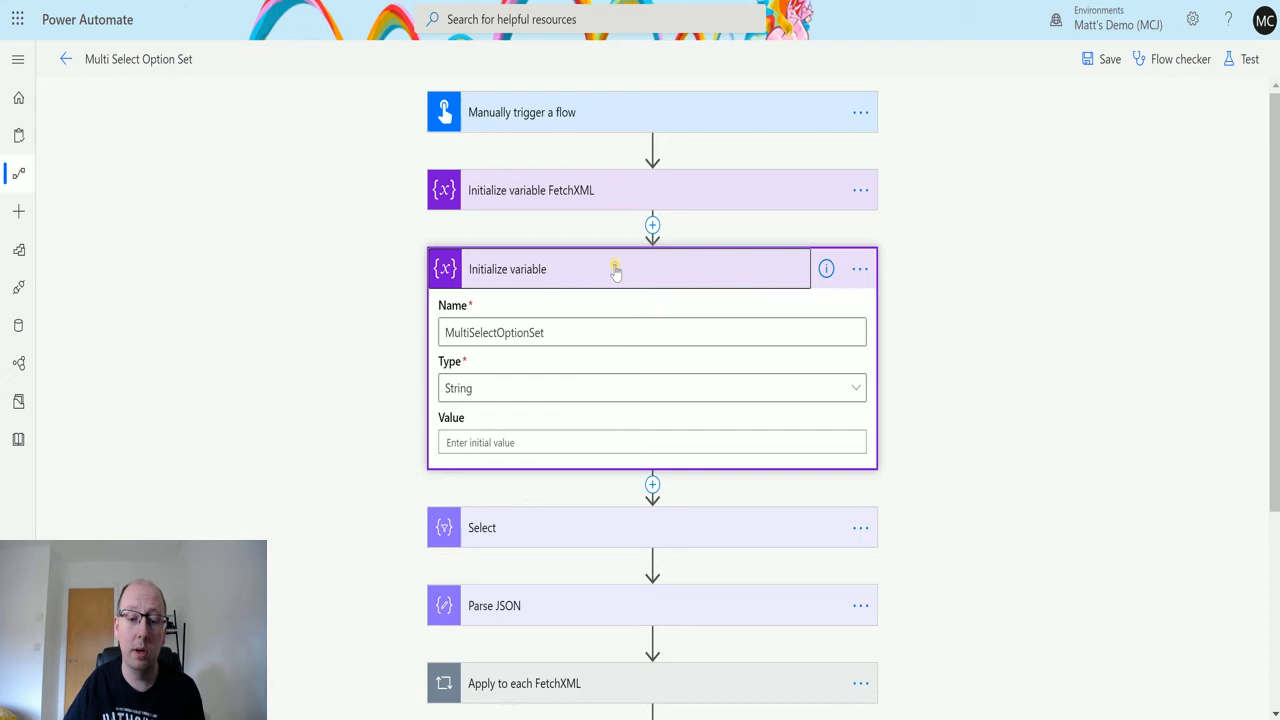 Power Automate
Search for helpful resources
Environments
Matt's Demo (MCJ)
MC
Multi Select Option Set
Save
Flow checker
Test
Manually trigger a flow
{x} Initialize variable FetchXML
{x} Initialize variable
Name*
MultiSelectOptionSet
Type*
String
Value
Enter initial value
Select
Parse JSON
Apply to each FetchXML